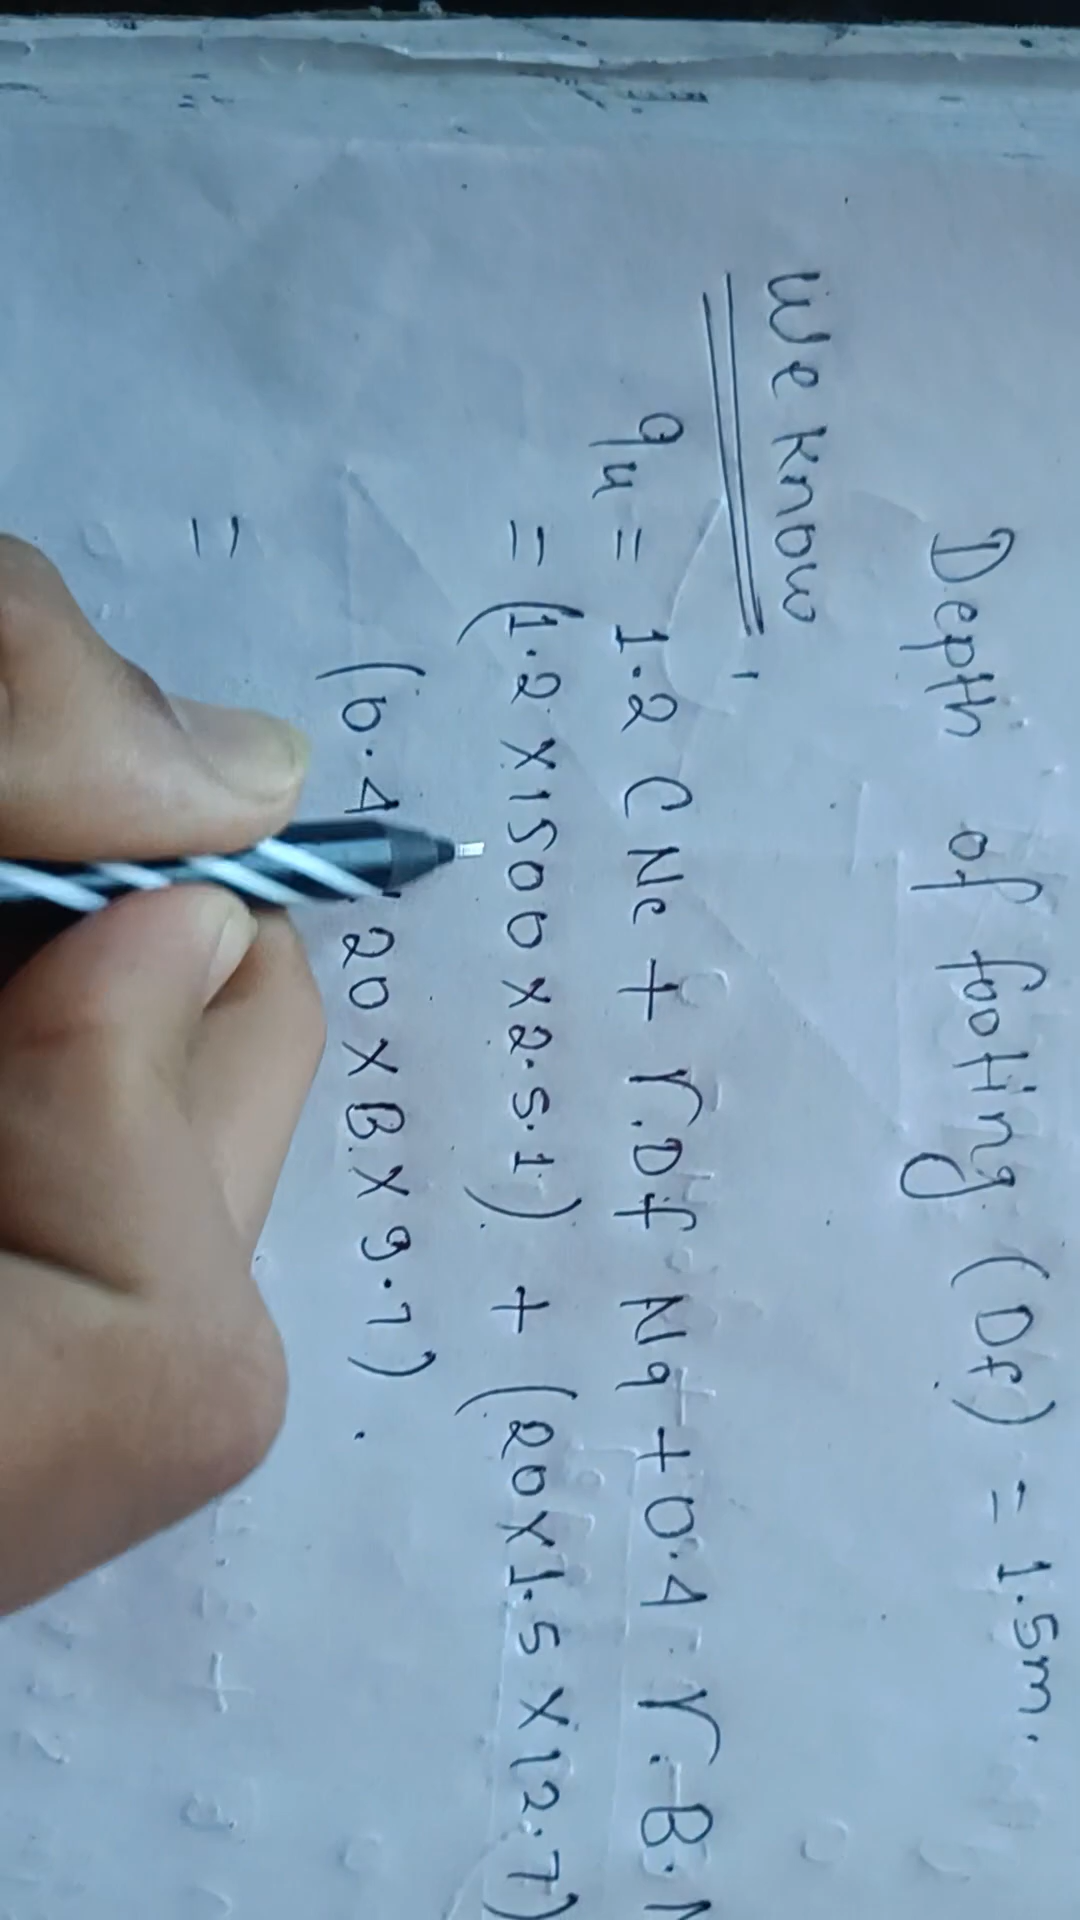 Depth of footing (Df) = 1.5m.
We know,
qu = 1.2 C Nc + γ.Df Nq + 0.4 γ.B.
= (1.2 × 1500 × 2.5.1) + (20×1.5 ×12.7)
(0.4 20 × B × 9.7).
=